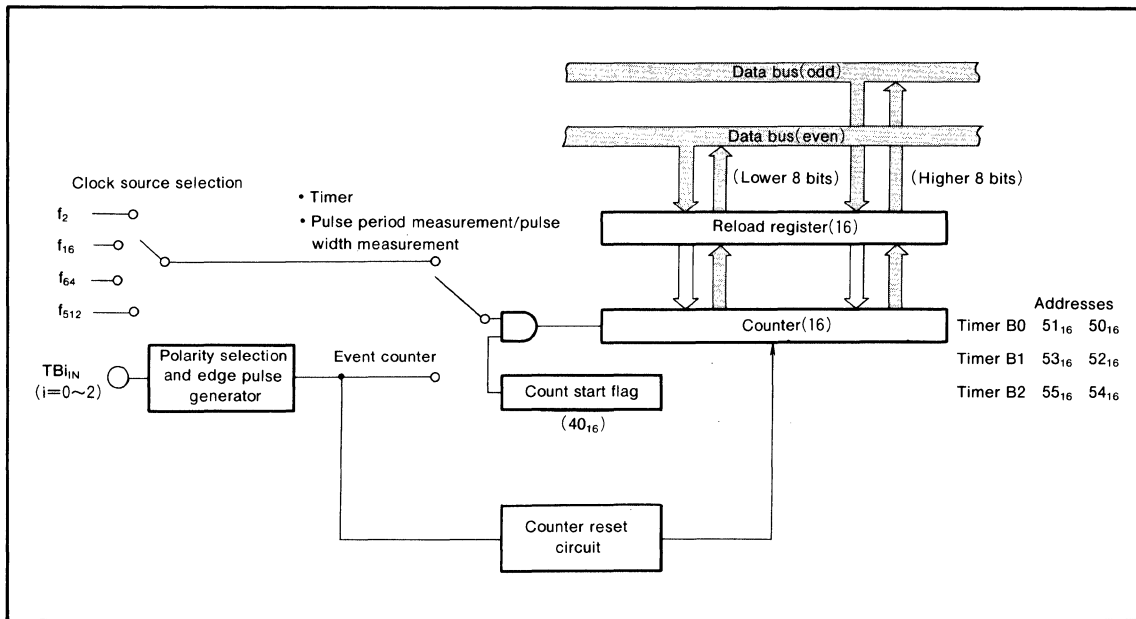 Data bus(odd)
Data bus(even)
(Lower 8 bits) (Higher 8 bits)
Clock source selection
f₂
f₁₆
f₆₄
f₅₁₂
• Timer
• Pulse period measurement/pulse
width measurement
Reload register(16)
Counter(16)
Addresses
Timer B0 51₁₆ 50₁₆
Timer B1 53₁₆ 52₁₆
Timer B2 55₁₆ 54₁₆
TBiIN
(i=0~2)
Polarity selection
and edge pulse
generator
Event counter
Count start flag
(40₁₆)
Counter reset
circuit